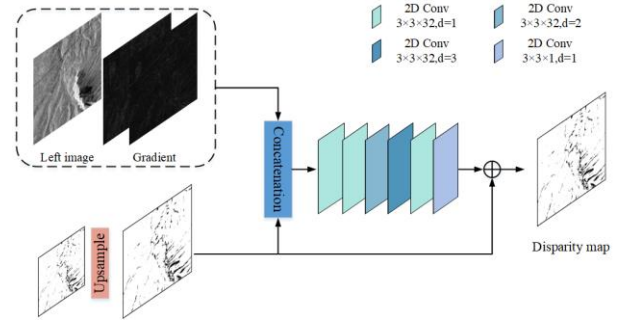 2D Conv
3×3×32,d=1
2D Conv
3×3×32,d=2
2D Conv
3×3×32,d=3
2D Conv
3×3×1,d=1
Left image
Gradient
Concatenation
Upsample
Disparity map